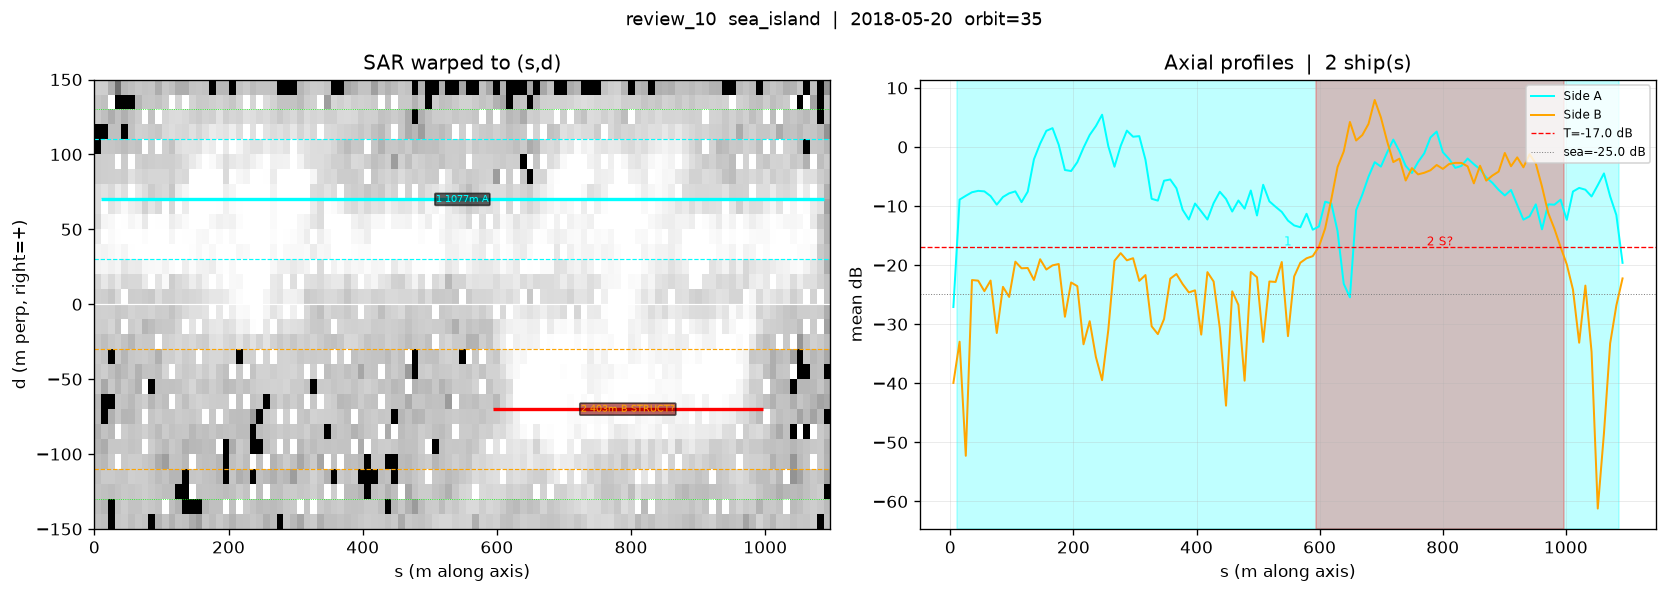 review_10  sea_island  |  2018-05-20  orbit=35
SAR warped to (s,d)
150
100
50
0
−50
−100
−150
d (m perp, right=+)
1 1077m A
2 403m B STRUCT?
0
200
400
600
800
1000
s (m along axis)
Axial profiles  |  2 ship(s)
10
0
−10
−20
−30
−40
−50
−60
mean dB
Side A
Side B
T=-17.0 dB
sea=-25.0 dB
1
2 S?
0
200
400
600
800
1000
s (m along axis)